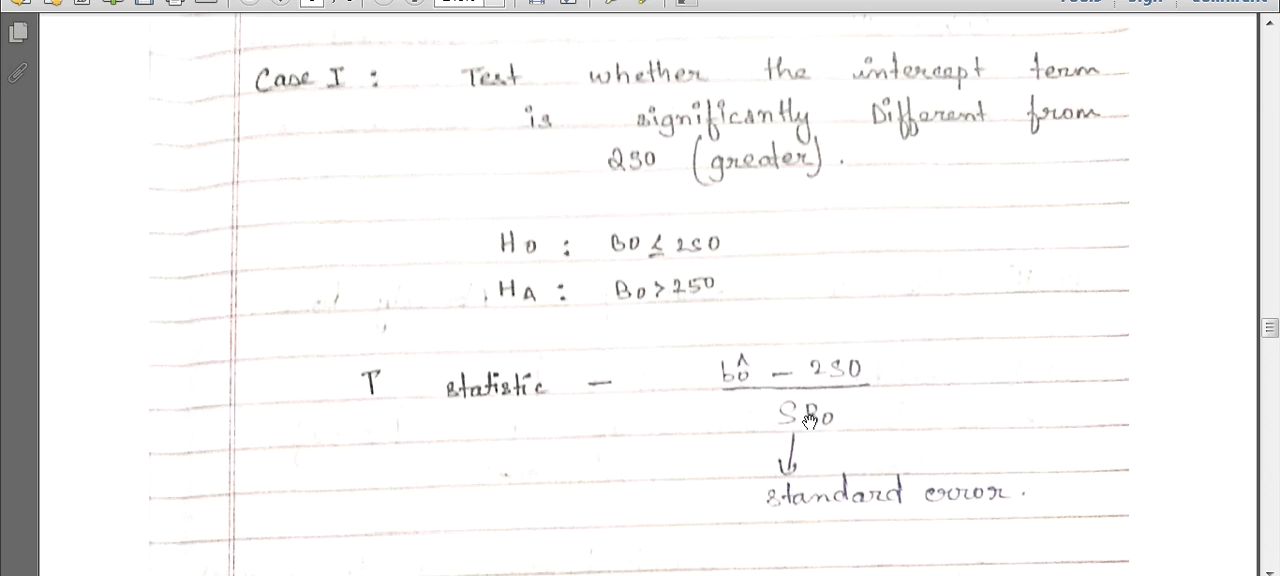 Case I : Test whether the intercept term
is significantly Different from
250 (greater).
H0 : B0 ≤ 250
HA : B0 > 250
T statistic - b̂0 - 250
SB0
standard error.